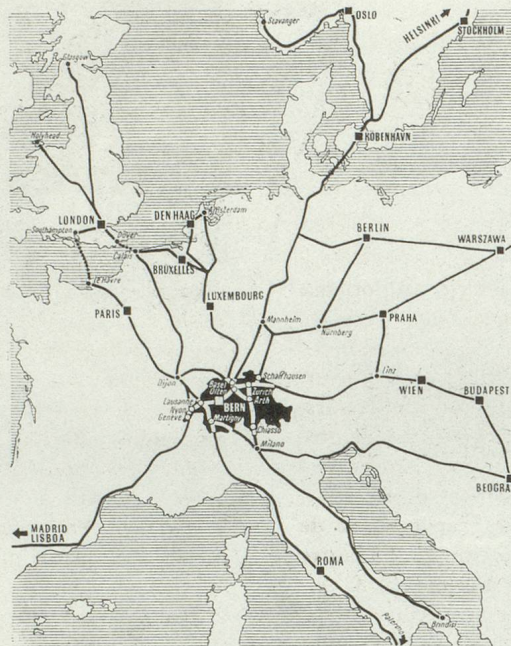 Stavanger
OSLO
HELSINKI
STOCKHOLM
Glasgow
Holyhead
KÖBENHAVN
LONDON
DEN HAAG
Amsterdam
Southampton
Dover
Calais
BRUXELLES
BERLIN
WARSZAWA
Le Havre
LUXEMBOURG
PARIS
Mannheim
Nürnberg
PRAHA
Dijon
Schaffhausen
Basel
Olten
Zürich
Arth
Linz
WIEN
BUDAPEST
Lausanne
Nyon
Genève
BERN
Martigny
Chiasso
Milano
BEOGRA
MADRID
LISBOA
ROMA
Palermo
Brindisi